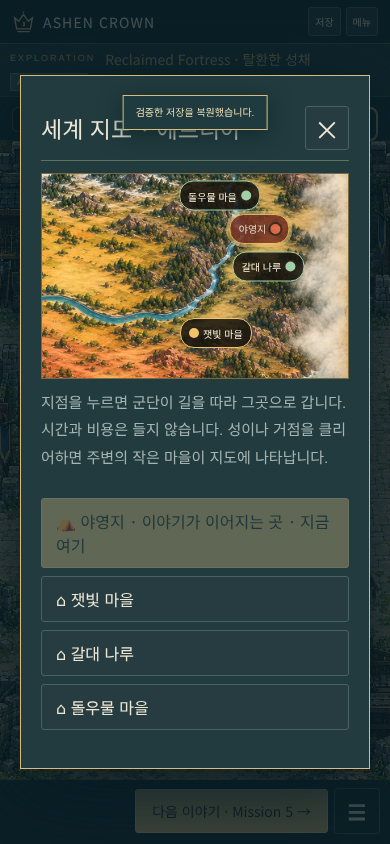 ASHEN CROWN
저장
메뉴
EXPLORATION
Reclaimed Fortress · 탈환한 성채
검증한 저장을 복원했습니다.
세계 지도
돌우물 마을
야영지
갈대 나루
잿빛 마을
지점을 누르면 군단이 길을 따라 그곳으로 갑니다.
시간과 비용은 들지 않습니다. 성이나 거점을 클리
어하면 주변의 작은 마을이 지도에 나타납니다.
야영지 · 이야기가 이어지는 곳 · 지금
여기
잿빛 마을
갈대 나루
돌우물 마을
다음 이야기 · Mission 5 →